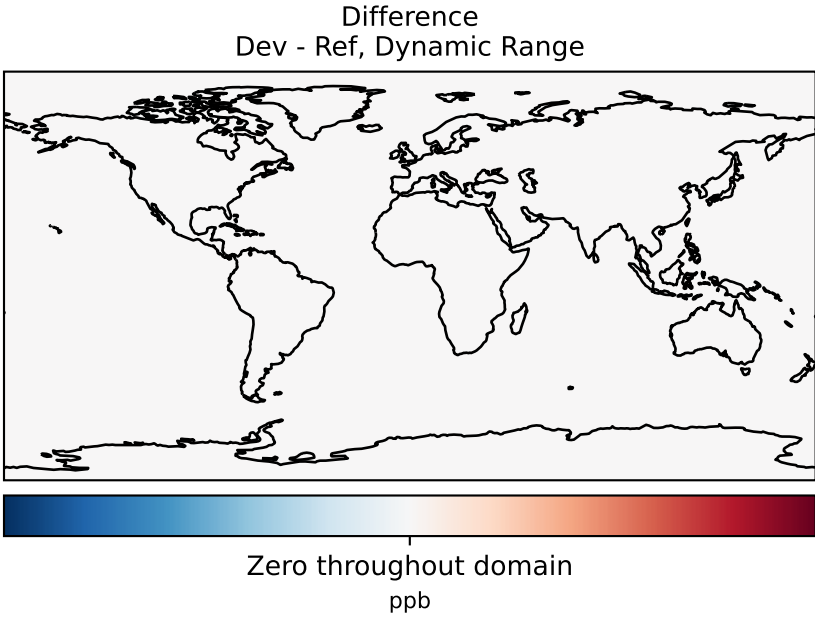 Difference
Dev - Ref, Dynamic Range
Zero throughout domain
ppb